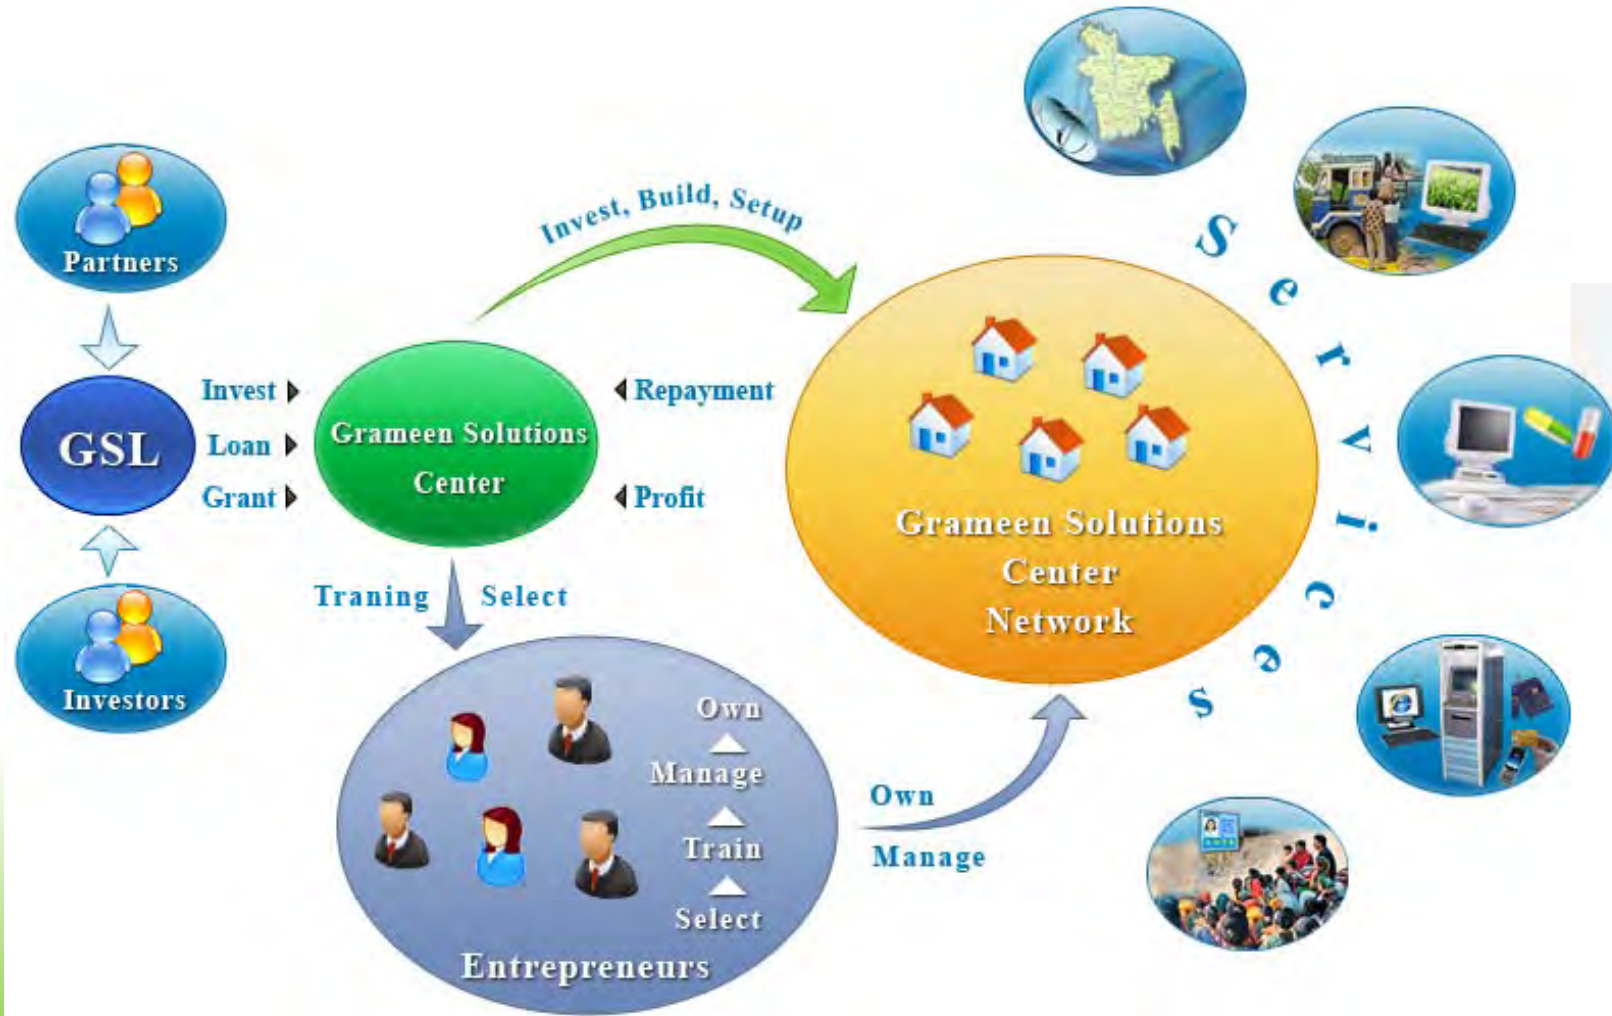 Partners
GSL
Investors
Invest
Loan
Grant
Grameen Solutions
Center
Invest, Build, Setup
Repayment
Profit
Traning
Select
Own
Manage
Train
Select
Entrepreneurs
Own
Manage
Grameen Solutions
Center
Network
Services